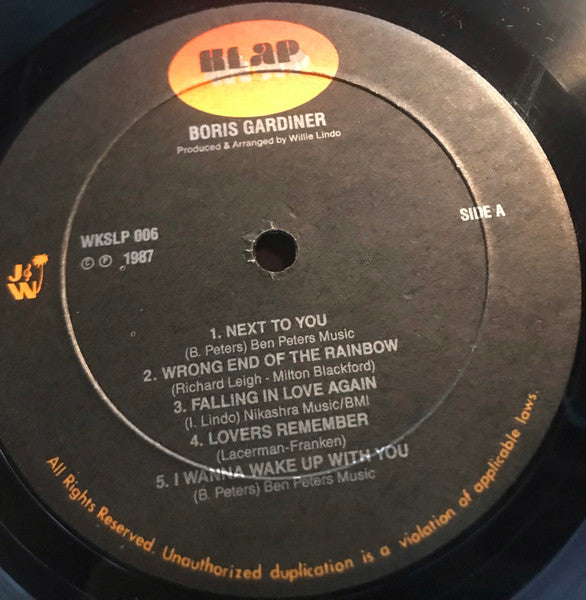 KLAP
BORIS GARDINER
Produced & Arranged by Willie Lindo
SIDE A
WKSLP 006
© ℗ 1987
J&W
1. NEXT TO YOU
(B. Peters) Ben Peters Music
2. WRONG END OF THE RAINBOW
(Richard Leigh - Milton Blackford)
3. FALLING IN LOVE AGAIN
(I. Lindo) Nikashra Music/BMI
4. LOVERS REMEMBER
(Lacerman-Franken)
5. I WANNA WAKE UP WITH YOU
(B. Peters) Ben Peters Music
All Rights Reserved. Unauthorized duplication is a violation of applicable laws.